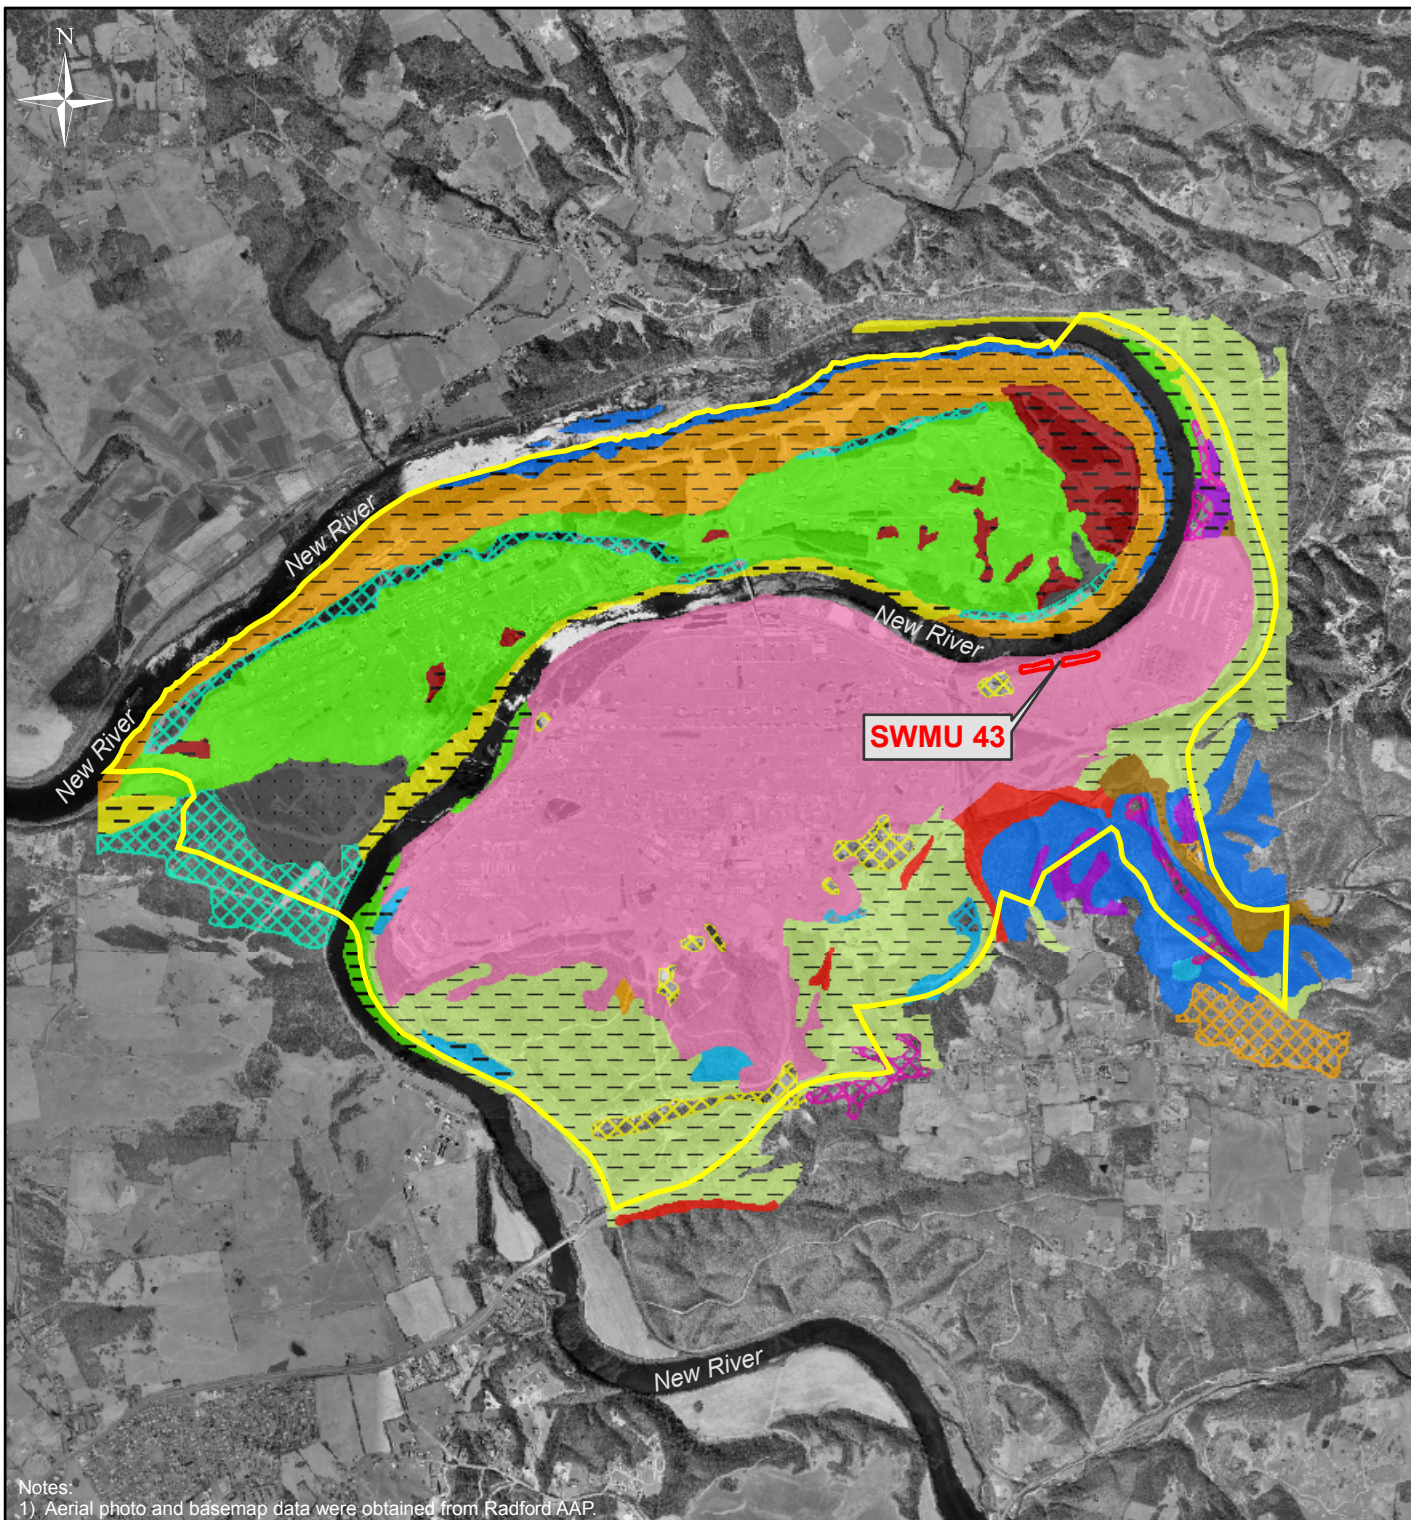 N
New River
New River
SWMU 43
New River
New River
Notes:
1) Aerial photo and basemap data were obtained from Radford AAP.